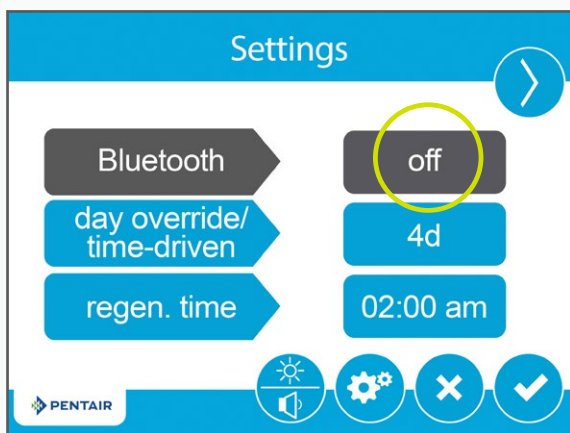 Settings
Bluetooth
off
day override/
time-driven
4d
regen. time
02:00 am
PENTAIR